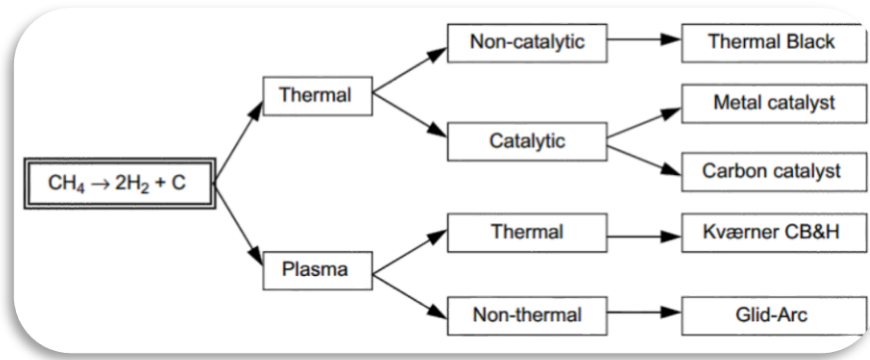 CH₄ → 2H₂ + C
Thermal
Non-catalytic
Thermal Black
Catalytic
Metal catalyst
Carbon catalyst
Plasma
Thermal
Kværner CB&H
Non-thermal
Glid-Arc